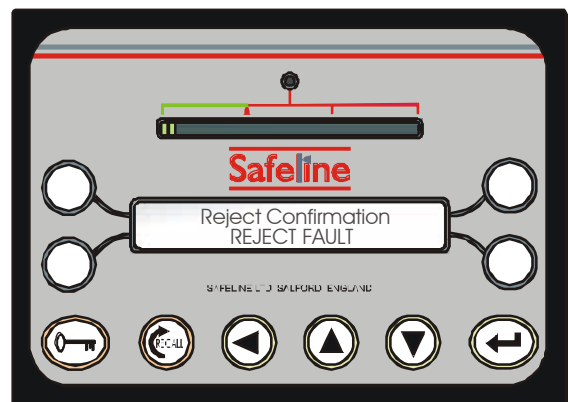 Safeline
Reject Confirmation
REJECT FAULT
SAFELINE LTD SALFORD ENGLAND
RECALL